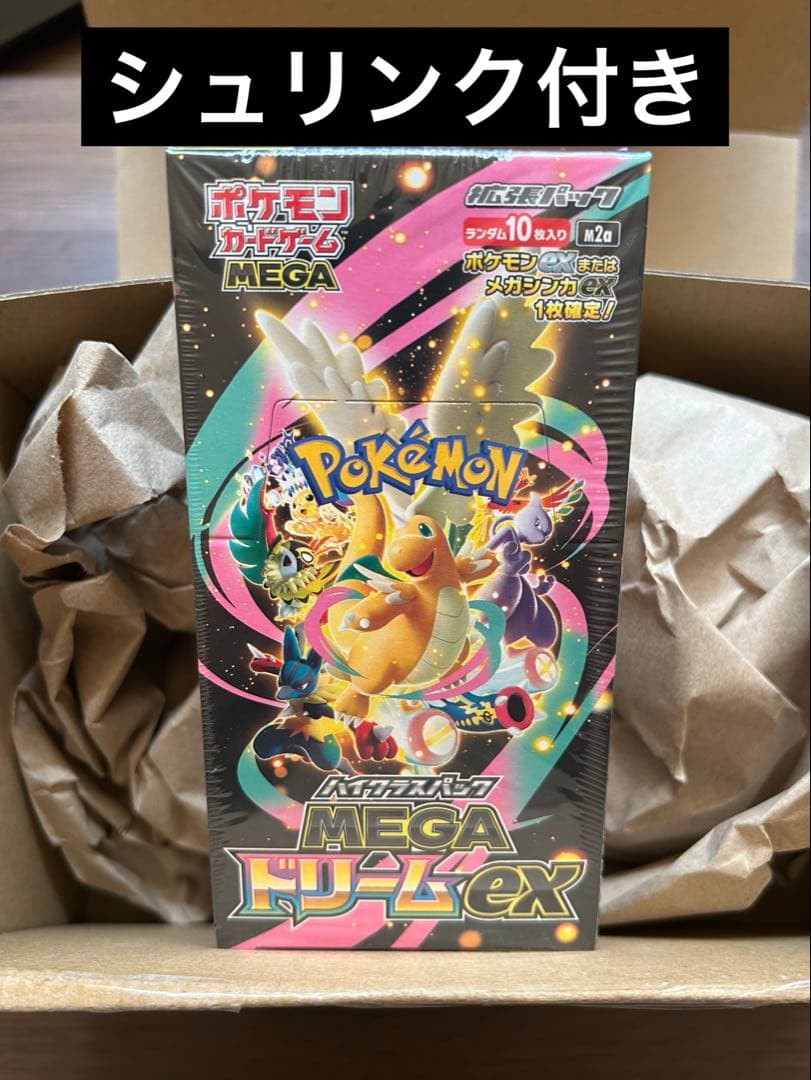 シュリンク付き
ポケモン
カードゲーム
MEGA
拡張パック
ランダム10枚入り
M2a
ポケモンexまたは
メガシンカex
1枚確定!
POKéMON
ハイクラスパック
MEGA
ドリームex